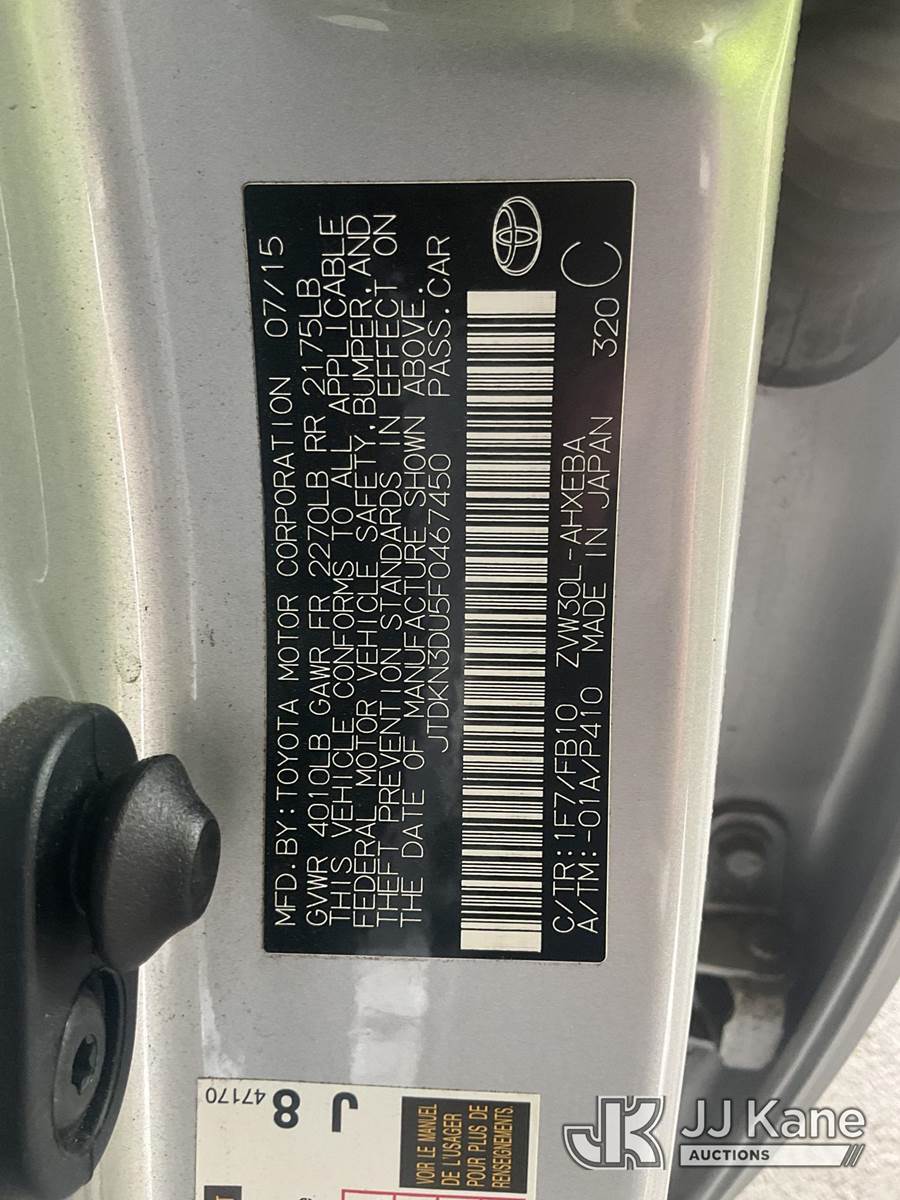 MFD.BY:TOYOTA MOTOR CORPORATION 07/15
GVWR 4010LB GAWR FR 2270LB RR 2175LB
THIS VEHICLE CONFORMS TO ALL APPLICABLE
FEDERAL MOTOR VEHICLE SAFETY,BUMPER,AND
THEFT PREVENTION STANDARDS IN EFFECT ON
THE DATE OF MANUFACTURE SHOWN ABOVE.
JTDKN3DU5F0467450 PASS.CAR
C/TR:1F7/FB10 ZVW30L-AHXEBA
A/TM:-01A/P410 MADE IN JAPAN 320 C
J 8
47170
VOIR LE MANUEL
DE L'USAGER
POUR PLUS DE
RENSEIGNEMENTS.
JK JJ Kane
AUCTIONS